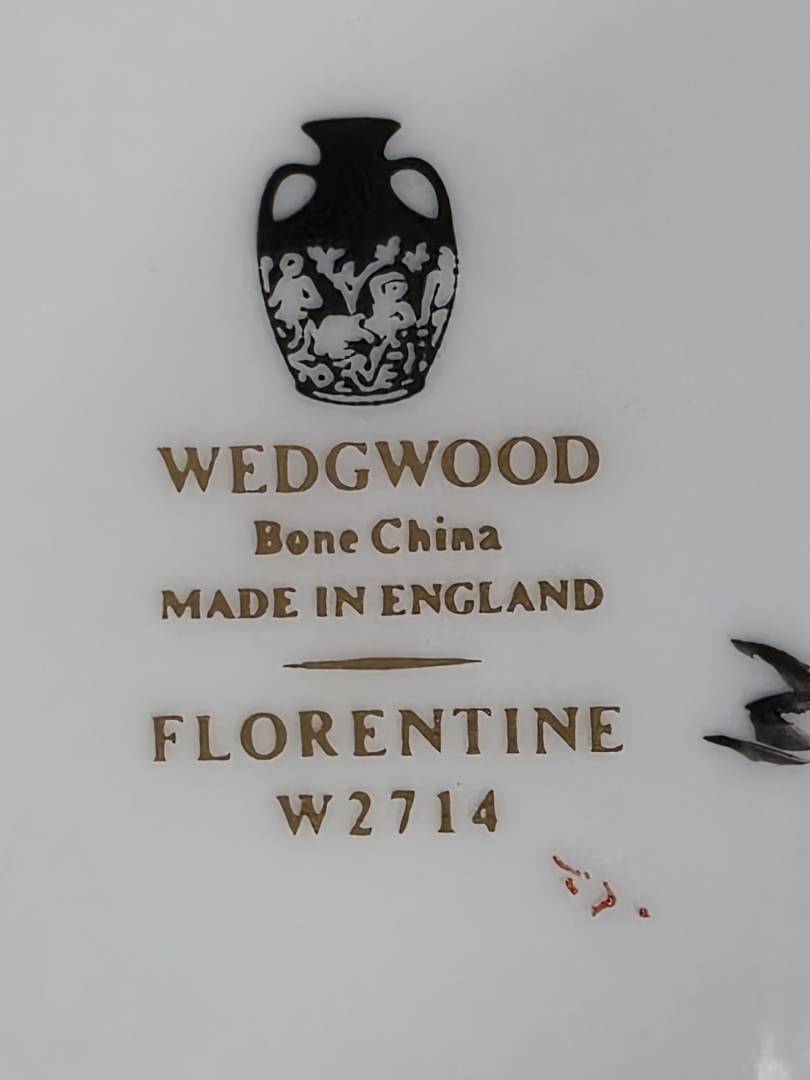 WEDGWOOD
Bone China
MADE IN ENGLAND
FLORENTINE
W2714